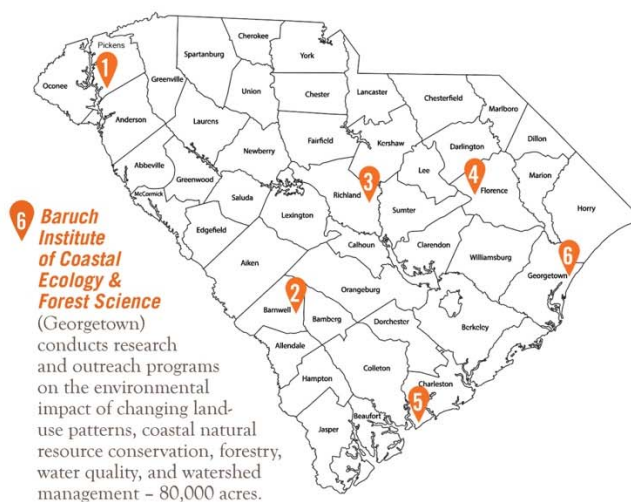 Cherokee
York
Pickens
Spartanburg
1
Oconee
Greenville
Union
Chester
Lancaster
Chesterfield
Marlboro
Anderson
Laurens
Dillon
Fairfield
Kershaw
Darlington
Abbeville
Newberry
Lee
Marion
Greenwood
3
4
Florence
McCormick
Saluda
Richland
Horry
Sumter
Lexington
Edgefield
Calhoun
Clarendon
Williamsburg
6
Aiken
Georgetown
Orangeburg
2
Barnwell
Bamberg
Dorchester
Berkeley
Allendale
Colleton
Hampton
Charleston
5
Beaufort
Jasper
6 Baruch
Institute
of Coastal
Ecology &
Forest Science
(Georgetown)
conducts research
and outreach programs
on the environmental
impact of changing land-
use patterns, coastal natural
resource conservation, forestry,
water quality, and watershed
management – 80,000 acres.